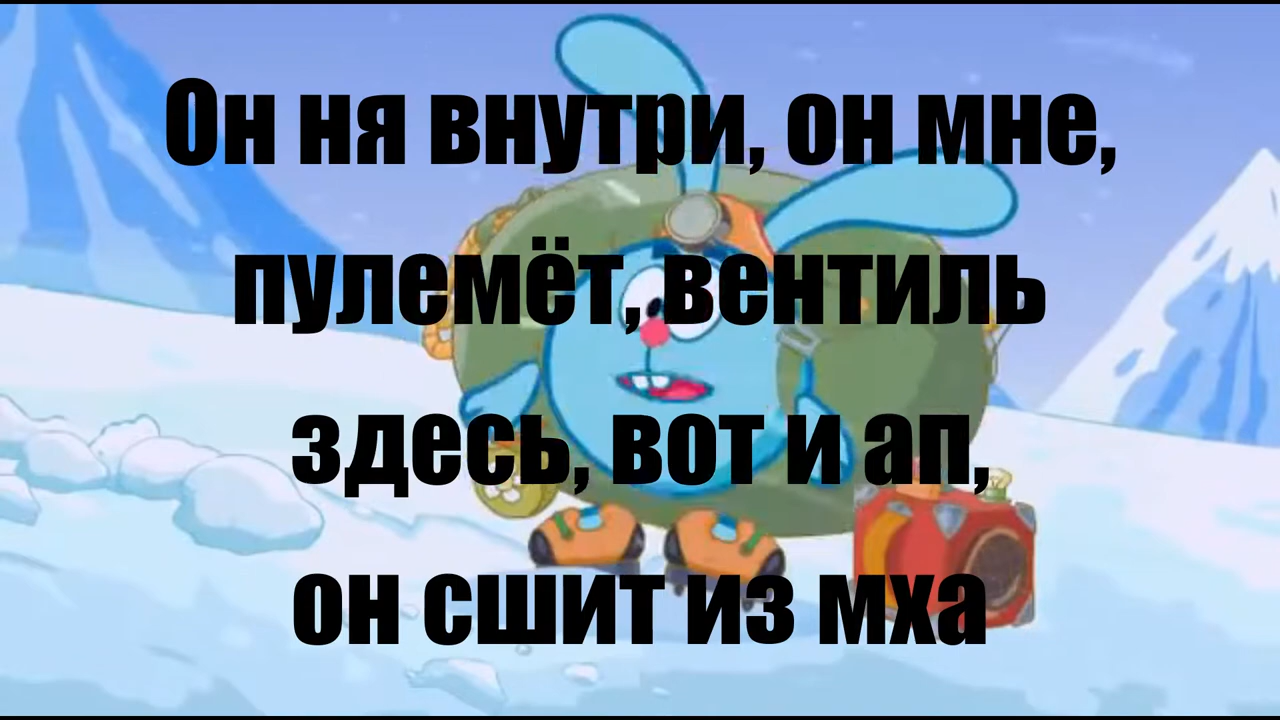 Он ня внутри, он мне,
пулемёт, вентиль
здесь, вот и ап,
он сшит из мха